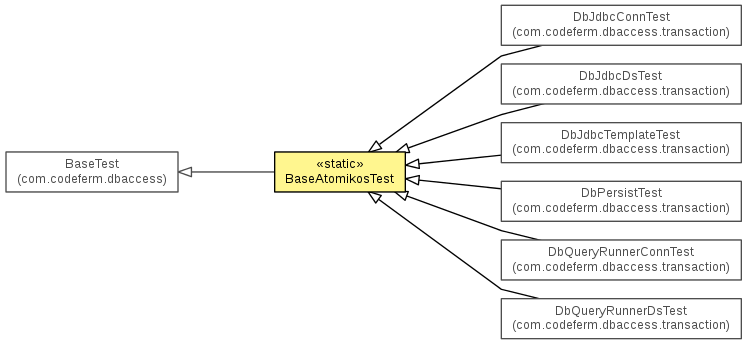 BaseTest
(com.codeferm.dbaccess)
«static»
BaseAtomikosTest
DbJdbcConnTest
(com.codeferm.dbaccess.transaction)
DbJdbcDsTest
(com.codeferm.dbaccess.transaction)
DbJdbcTemplateTest
(com.codeferm.dbaccess.transaction)
DbPersistTest
(com.codeferm.dbaccess.transaction)
DbQueryRunnerConnTest
(com.codeferm.dbaccess.transaction)
DbQueryRunnerDsTest
(com.codeferm.dbaccess.transaction)